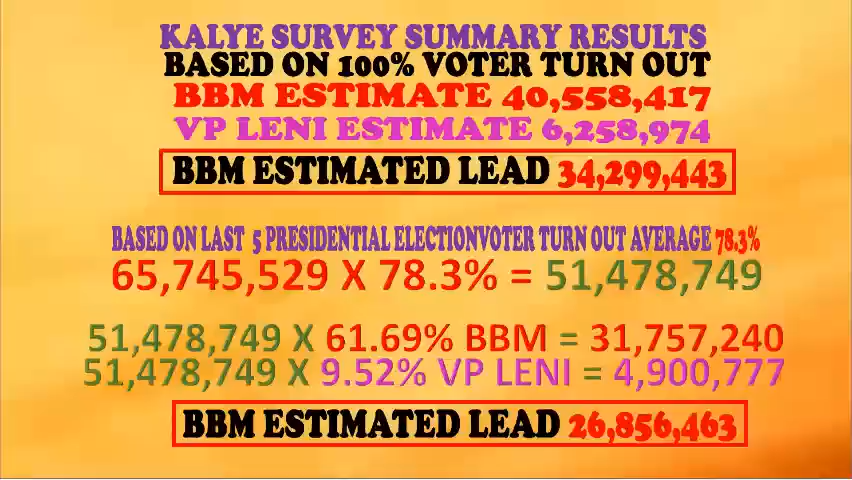 KALYE SURVEY SUMMARY RESULTS
BASED ON 100% VOTER TURN OUT
BBM ESTIMATE 40,558,417
VP LENI ESTIMATE 6,258,974
BBM ESTIMATED LEAD 34,299,443
BASED ON LAST 5 PRESIDENTIAL ELECTIONVOTER TURN OUT AVERAGE 78.3%
65,745,529 X 78.3% = 51,478,749
51,478,749 X 61.69% BBM = 31,757,240
51,478,749 X 9.52% VP LENI = 4,900,777
BBM ESTIMATED LEAD 26,856,463